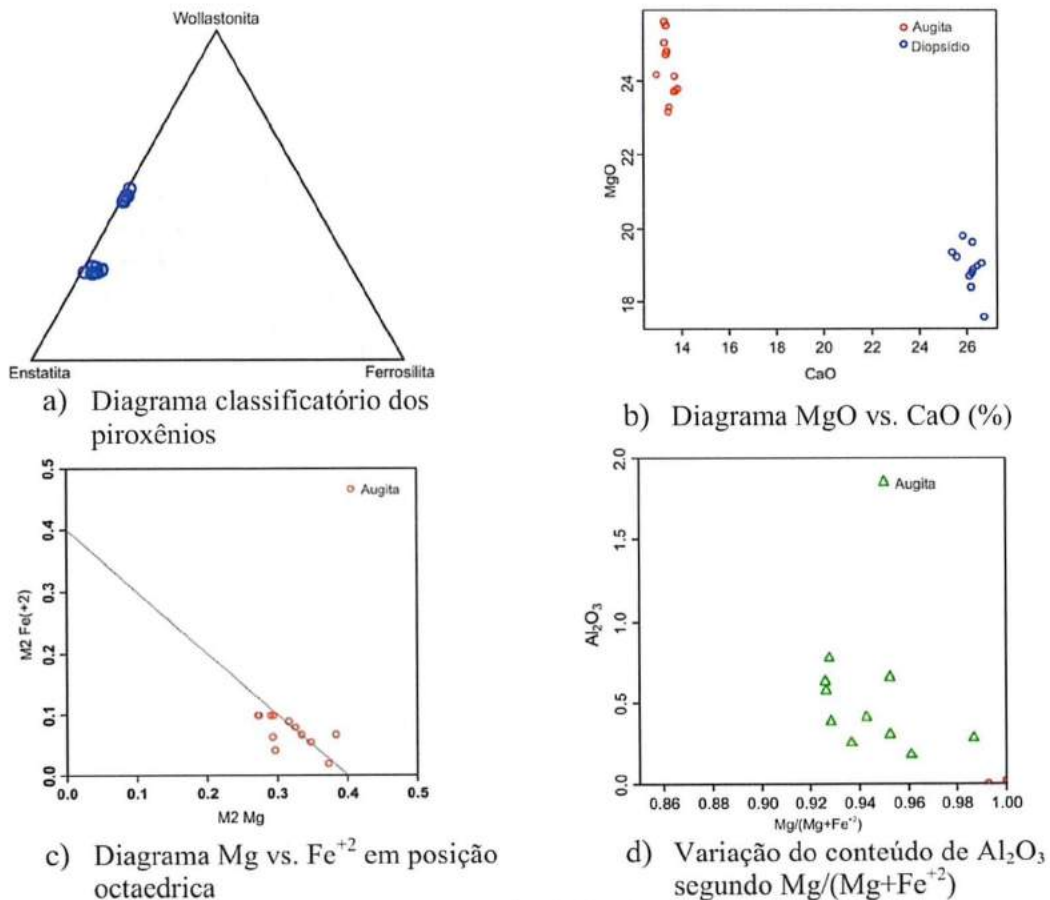 Wollastonita
Enstatita
Ferrosilita
a) Diagrama classificatório dos
piroxênios
Augita
Diopsídio
MgO
24
22
20
18
14
16
18
20
22
24
26
CaO
b) Diagrama MgO vs. CaO (%)
Augita
M2 Fe(+2)
0.5
0.4
0.3
0.2
0.1
0.0
0.0
0.1
0.2
0.3
0.4
0.5
M2 Mg
c) Diagrama Mg vs. Fe+2 em posição
octaedrica
Augita
Al2O3
2.0
1.5
1.0
0.5
0.0
0.86
0.88
0.90
0.92
0.94
0.96
0.98
1.00
Mg/(Mg+Fe+2)
d) Variação do conteúdo de Al2O3
segundo Mg/(Mg+Fe+2)